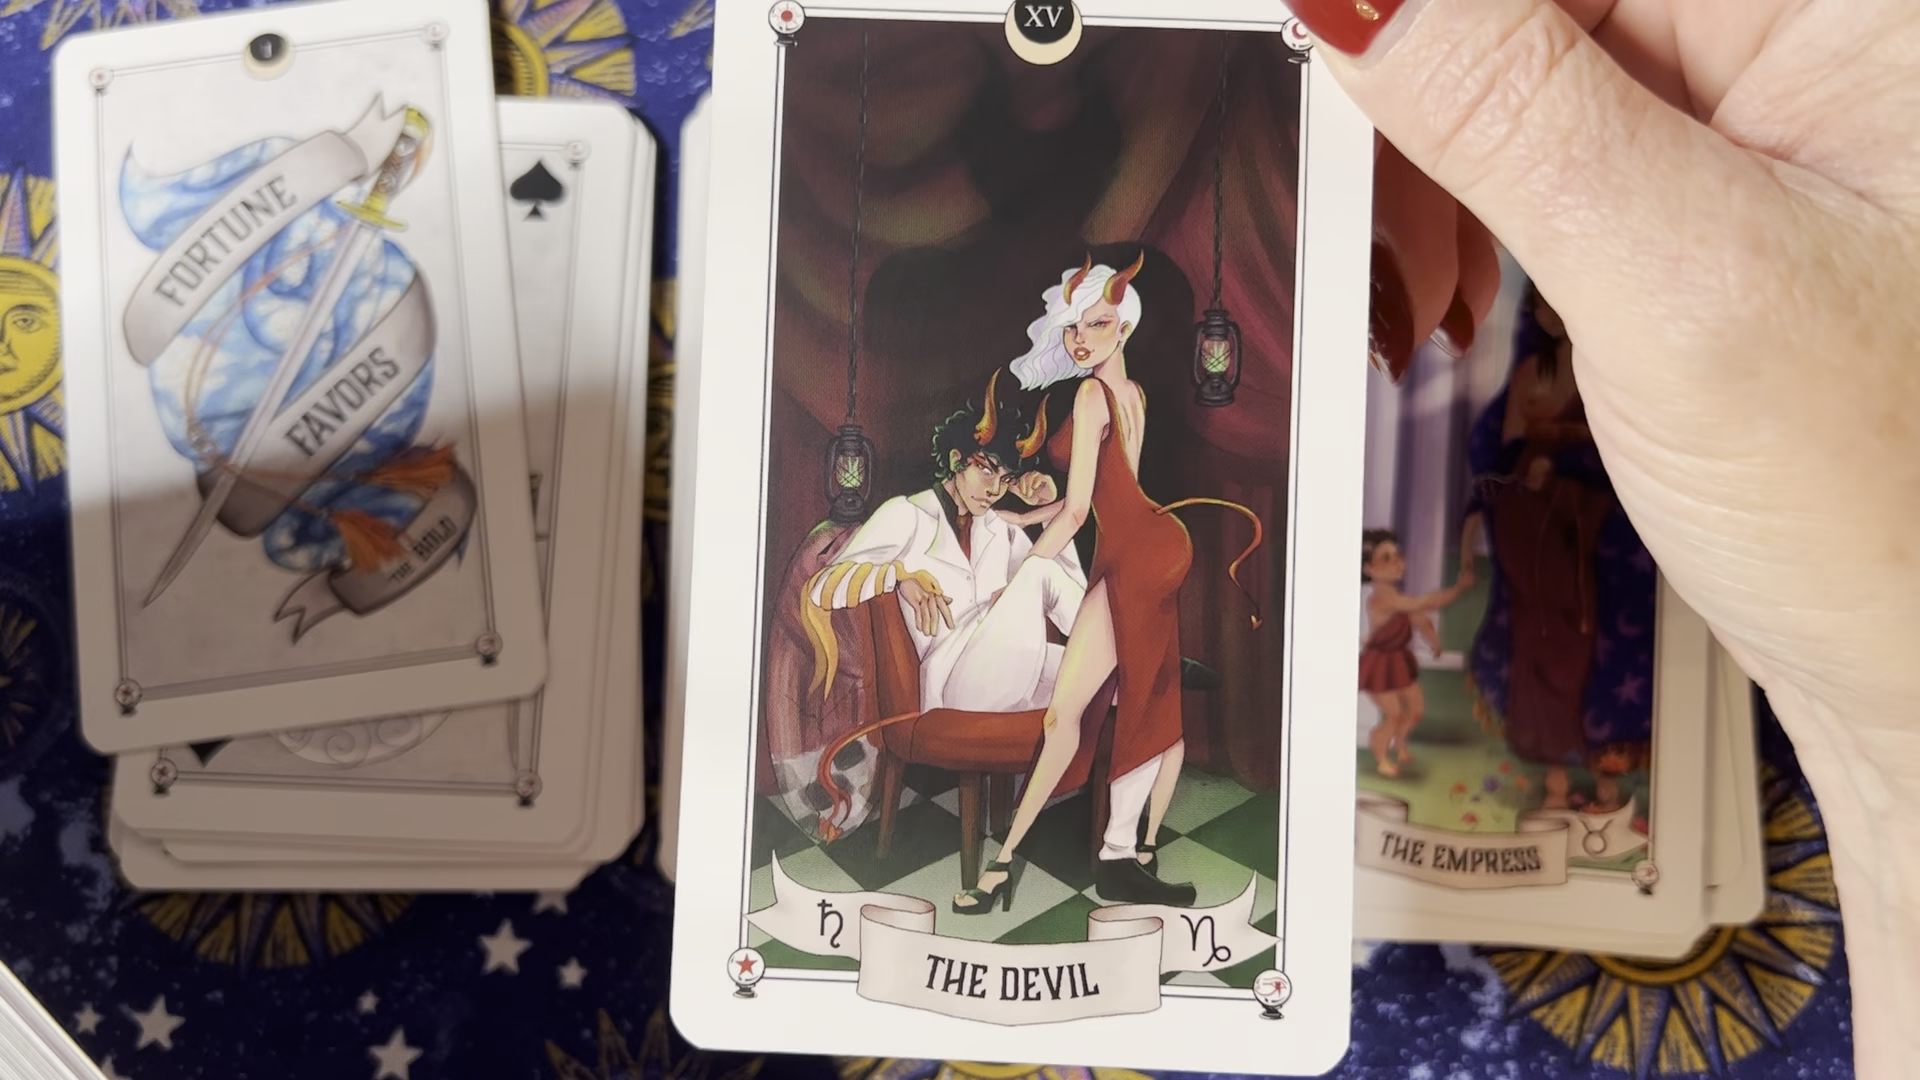 I
FORTUNE
FAVORS
THE BOLD
XV
♄ ♑
THE DEVIL
THE EMPRESS
♉